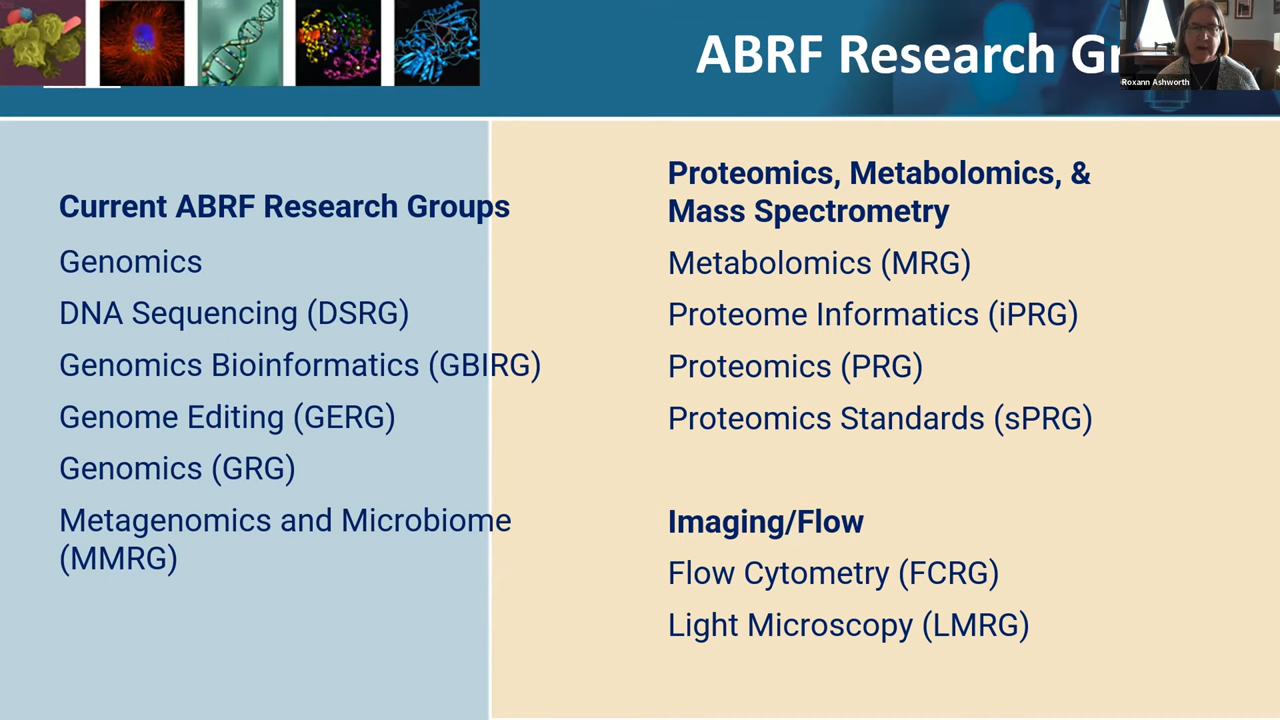 ABRF Research Gr
Roxann Ashworth
Current ABRF Research Groups
Genomics
DNA Sequencing (DSRG)
Genomics Bioinformatics (GBIRG)
Genome Editing (GERG)
Genomics (GRG)
Metagenomics and Microbiome
(MMRG)
Proteomics, Metabolomics, &
Mass Spectrometry
Metabolomics (MRG)
Proteome Informatics (iPRG)
Proteomics (PRG)
Proteomics Standards (sPRG)
Imaging/Flow
Flow Cytometry (FCRG)
Light Microscopy (LMRG)